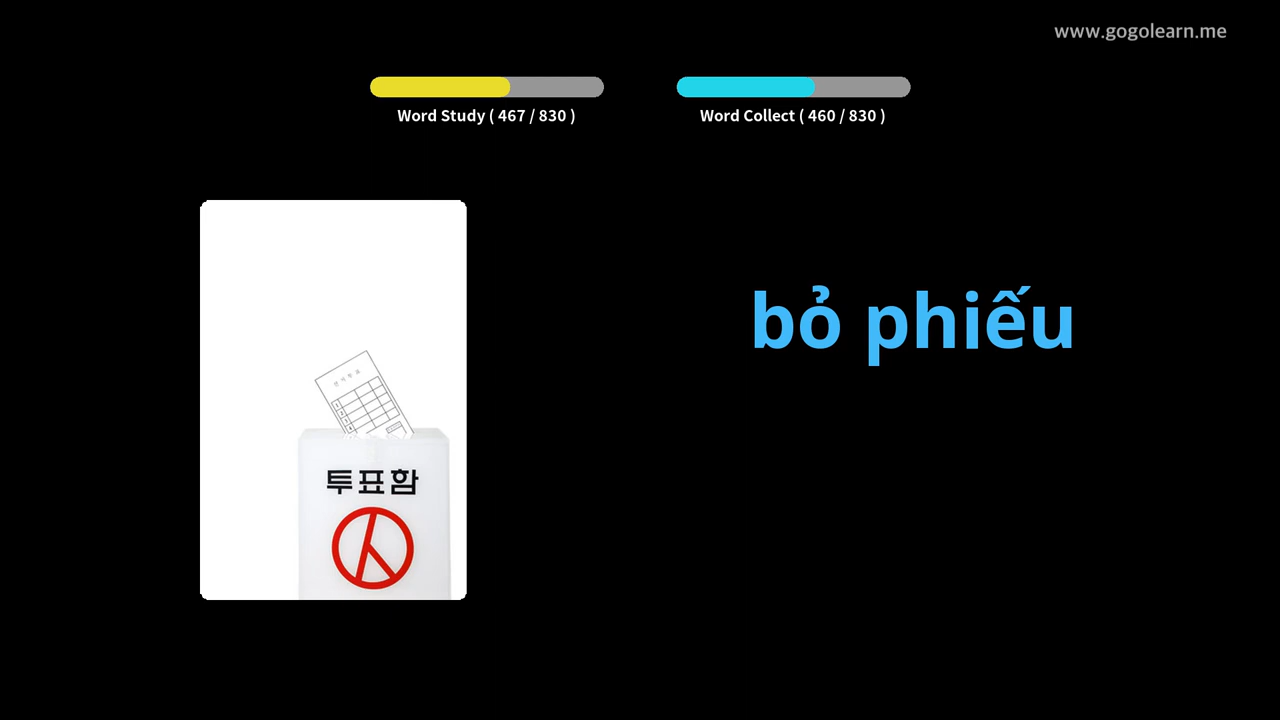 www.gogolearn.me
Word Study ( 467 / 830 )
Word Collect ( 460 / 830 )
bỏ phiếu
투표함